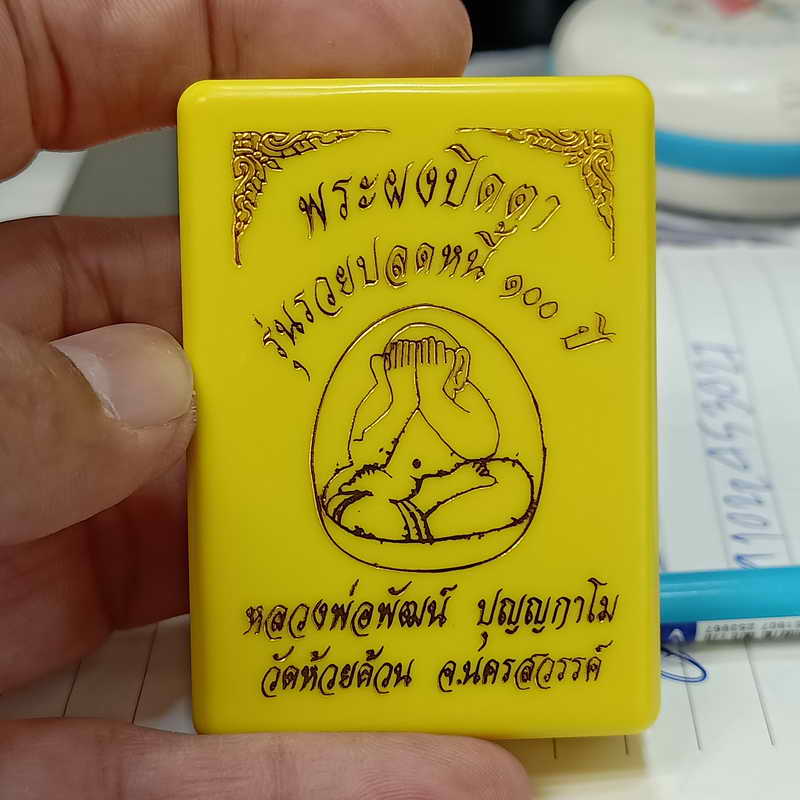 พระผงปิดตา
รุ่นรวยปลดหนี้ ๑๐๐ ปี
หลวงพ่อพัฒน์ ปุญญกาโม
วัดห้วยด้วน จ.นครสวรรค์